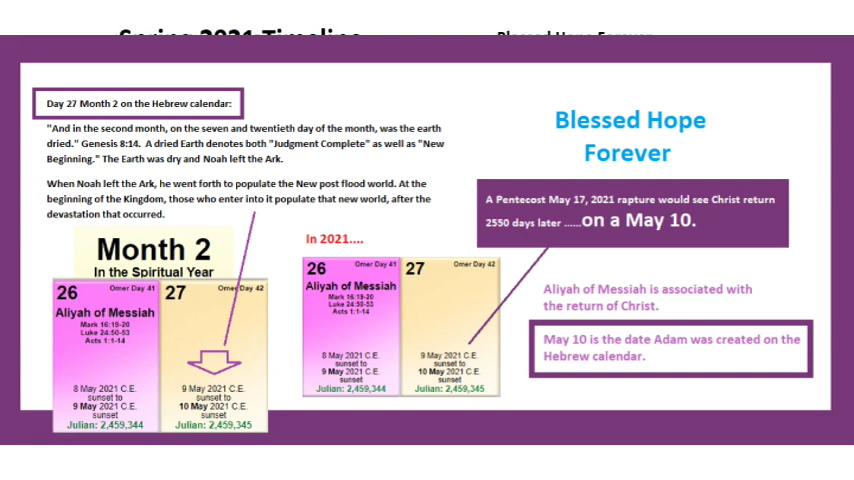 Spring 2021 Timeline
Blessed Hope Forever
Day 27 Month 2 on the Hebrew calendar:
"And in the second month, on the seven and twentieth day of the month, was the earth
dried." Genesis 8:14. A dried Earth denotes both "Judgment Complete" as well as "New
Beginning." The Earth was dry and Noah left the Ark.
When Noah left the Ark, he went forth to populate the New post flood world. At the
beginning of the Kingdom, those who enter into it populate that new world, after the
devastation that occurred.
Month 2
In the Spiritual Year
26 Omer Day 41
Aliyah of Messiah
Mark 16:19-20
Luke 24:50-53
Acts 1:1-14
8 May 2021 C.E.
sunset to
9 May 2021 C.E.
sunset
Julian: 2,459,344
27 Omer Day 42
9 May 2021 C.E.
sunset to
10 May 2021 C.E.
sunset
Julian: 2,459,345
In 2021....
26 Omer Day 41
Aliyah of Messiah
Mark 16:19-20
Luke 24:50-53
Acts 1:1-14
8 May 2021 C.E.
sunset to
9 May 2021 C.E.
sunset
Julian: 2,459,344
27 Omer Day 42
9 May 2021 C.E.
sunset to
10 May 2021 C.E.
sunset
Julian: 2,459,345
Blessed Hope
Forever
A Pentecost May 17, 2021 rapture would see Christ return
2550 days later ......on a May 10.
Aliyah of Messiah is associated with
the return of Christ.
May 10 is the date Adam was created on the
Hebrew calendar.